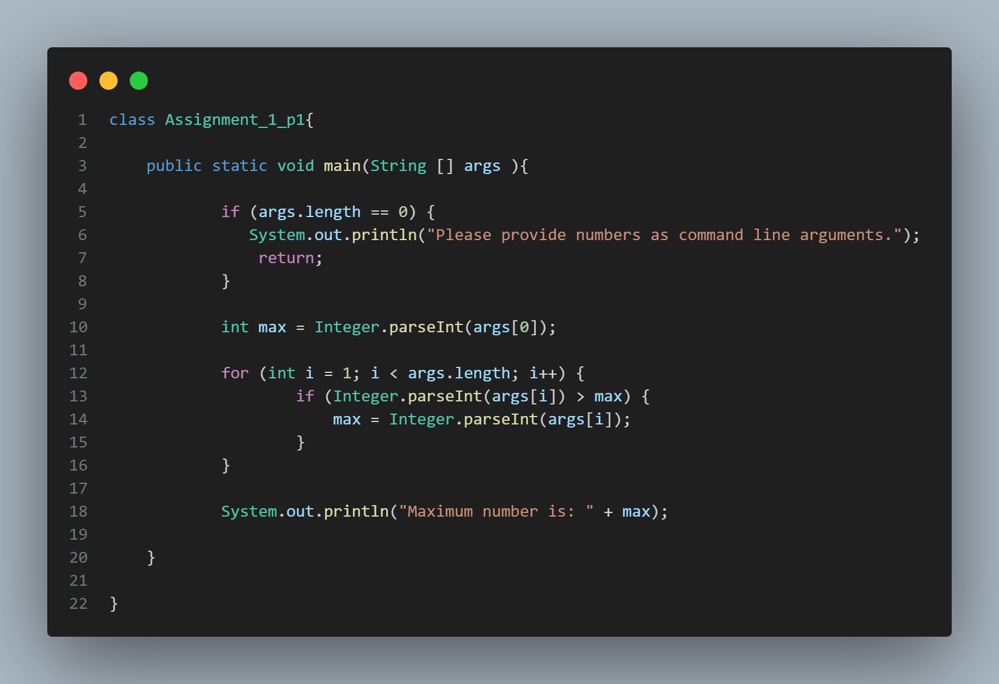 1 class Assignment_1_p1{
2
3     public static void main(String [] args ){
4
5             if (args.length == 0) {
6                System.out.println("Please provide numbers as command line arguments.");
7                 return;
8             }
9
10             int max = Integer.parseInt(args[0]);
11
12             for (int i = 1; i < args.length; i++) {
13                     if (Integer.parseInt(args[i]) > max) {
14                         max = Integer.parseInt(args[i]);
15                     }
16             }
17
18             System.out.println("Maximum number is: " + max);
19
20     }
21
22 }